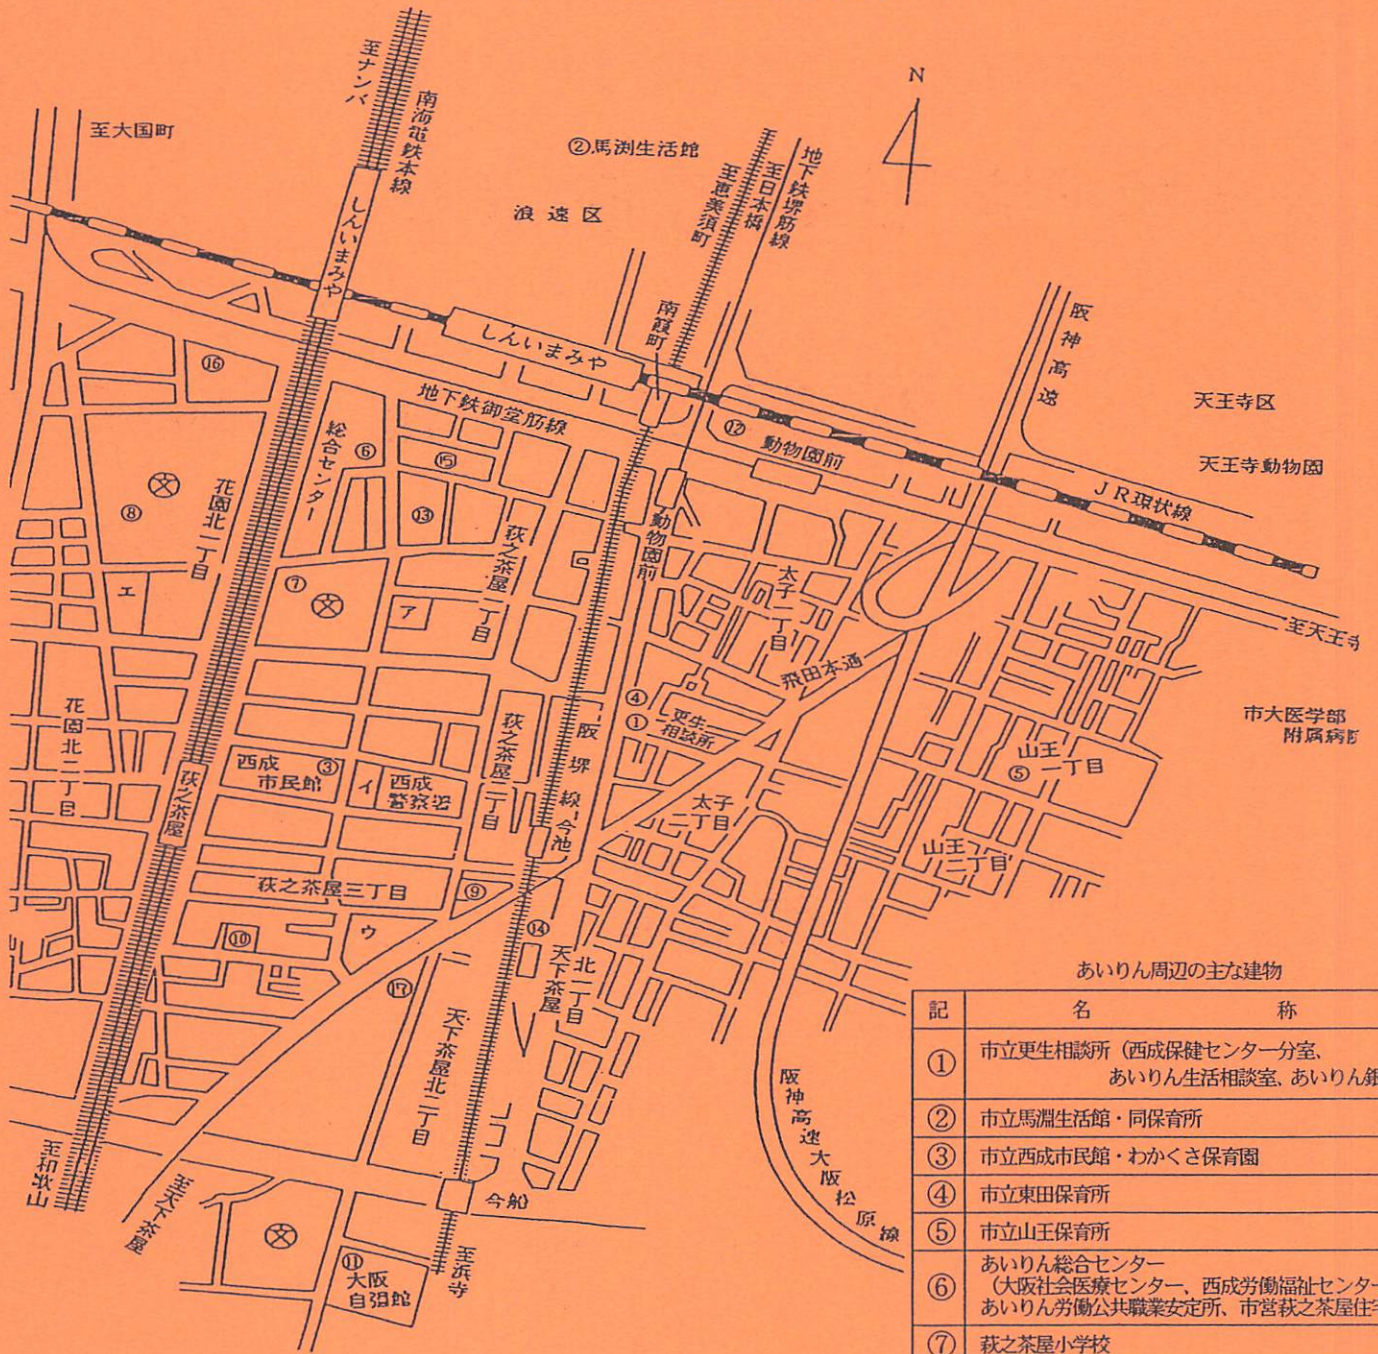 至ナンバ
南海電鉄本線
至大国町
②馬渕生活館
浪速区
至恵美須町
至日本橋
地下鉄堺筋線
N
しんいまみや
南霞町
しんいまみや
阪神高速
天王寺区
天王寺動物園
JR環状線
至天王寺
⑯
地下鉄御堂筋線
⑫
動物園前
総合センター
⑥
⑮
⑬
動物園前
⑧
花園北一丁目
萩之茶屋一丁目
太子一丁目
エ
⑦
ア
飛田本通
④
①
更生
相談所
市大医学部
附属病
花園北二丁目
萩之茶屋二丁目
阪堺線
山王
一丁目
⑤
西成
市民館
③
イ
西成
警察署
萩之茶屋
今池
太子
二丁目
山王
二丁目
萩之茶屋三丁目
⑨
⑩
ウ
⑭
⑰
天下茶屋
北一丁目
天下茶屋北二丁目
阪神高速大阪松原線
至和歌山
至天下茶屋
今船
至浜寺
⑪
大阪
自彊館
あいりん周辺の主な建物
記 名称
① 市立更生相談所（西成保健センター分室、
あいりん生活相談室、あいりん銀
② 市立馬淵生活館・同保育所
③ 市立西成市民館・わかくさ保育園
④ 市立東田保育所
⑤ 市立山王保育所
⑥ あいりん総合センター
（大阪社会医療センター、西成労働福祉センター
あいりん労働公共職業安定所、市営萩之茶屋住宅
⑦ 萩之茶屋小学校